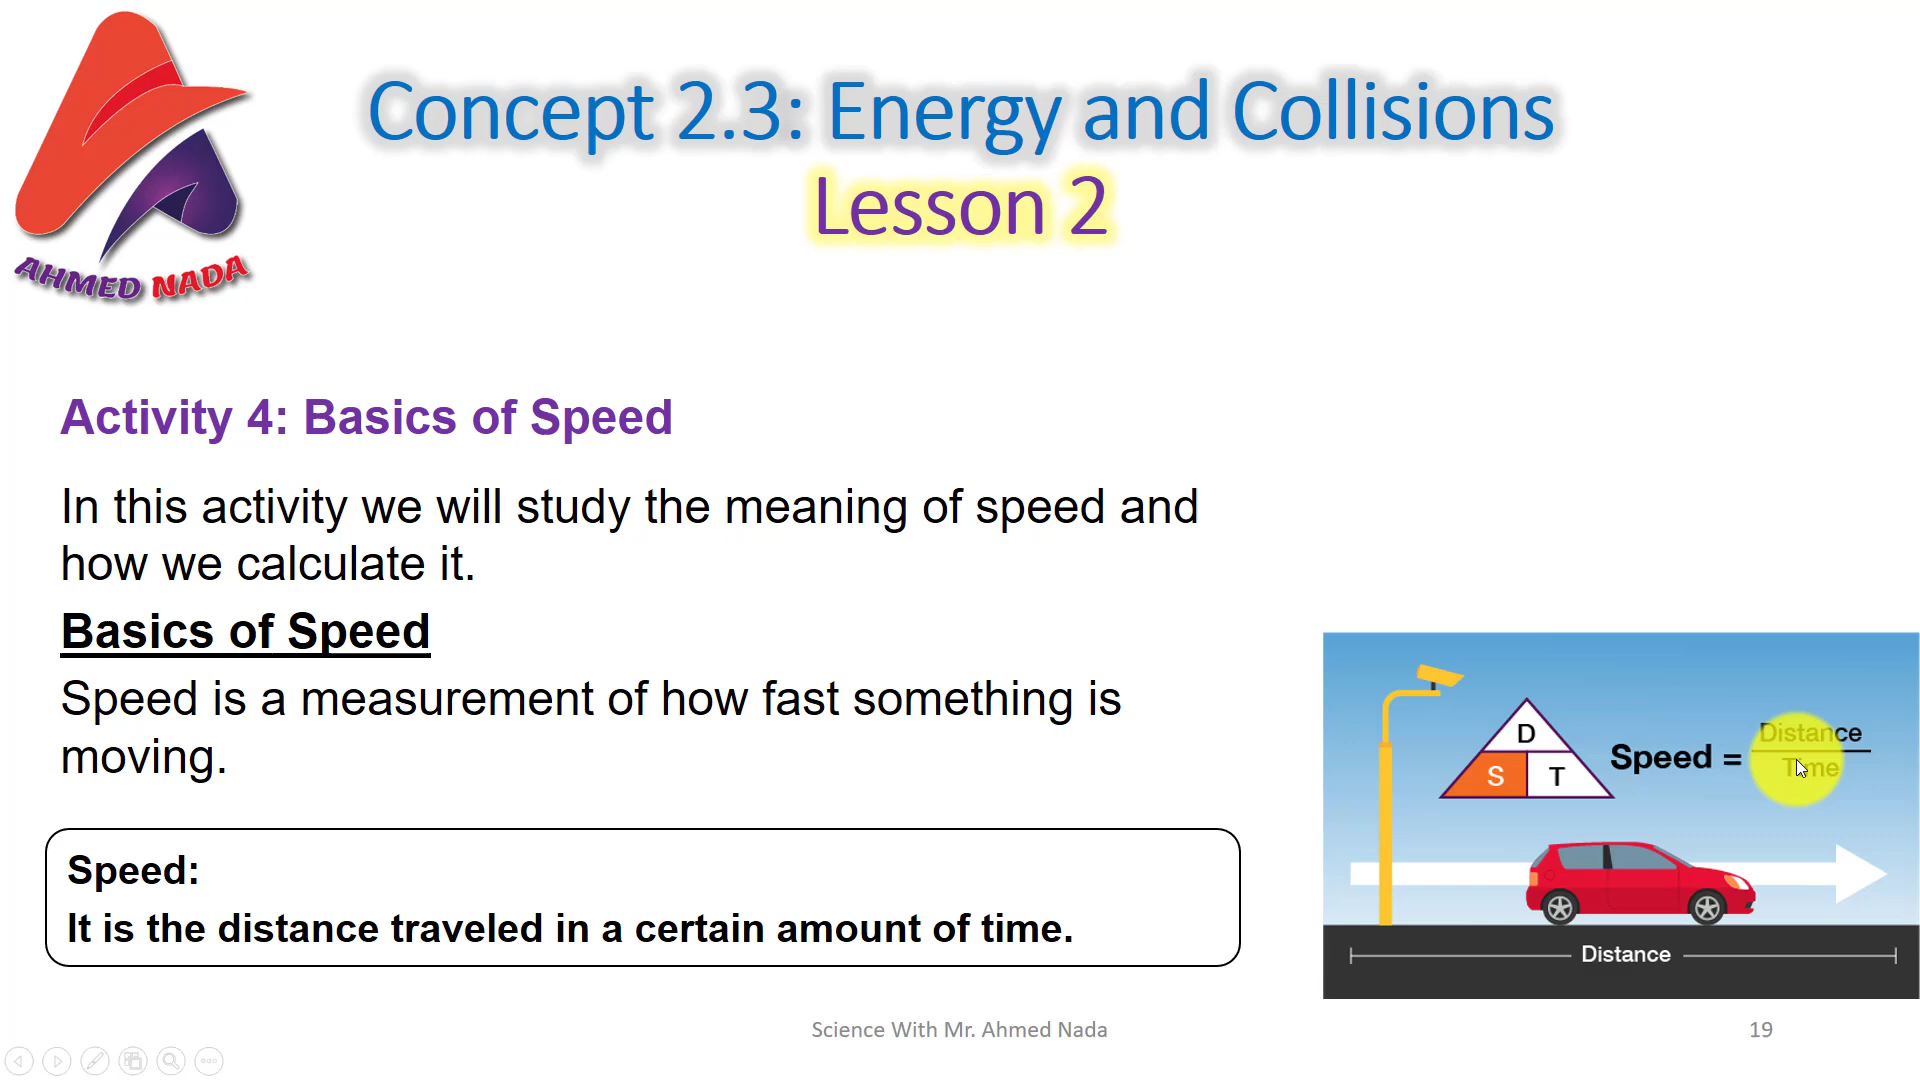 Concept 2.3: Energy and Collisions
Lesson 2
AHMED NADA
Activity 4: Basics of Speed
In this activity we will study the meaning of speed and
how we calculate it.
Basics of Speed
Speed is a measurement of how fast something is
moving.
Speed:
It is the distance traveled in a certain amount of time.
D
S T
Speed = Distance
Time
Distance
Science With Mr. Ahmed Nada
19